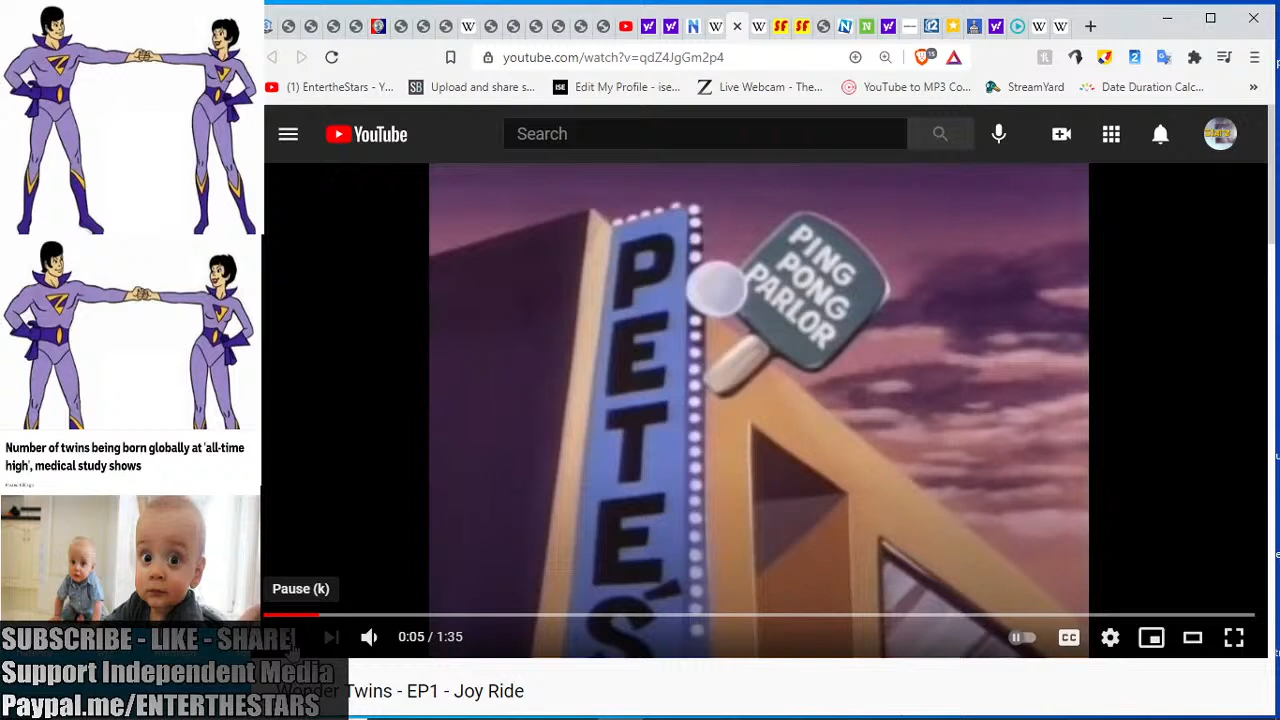 youtube.com/watch?v=qdZ4JgGm2p4
15
(1) EntertheStars - Y...
Upload and share s...
Edit My Profile - ise...
Live Webcam - The...
YouTube to MP3 Co...
StreamYard
Date Duration Calc...
YouTube
Search
PETE'S
PING
PONG
PARLOR
Number of twins being born globally at 'all-time
high', medical study shows
Pause (k)
0:05 / 1:35
CC
SUBSCRIBE - LIKE - SHARE!
Support Independent Media
Paypal.me/ENTERTHESTARS
Wonder Twins - EP1 - Joy Ride